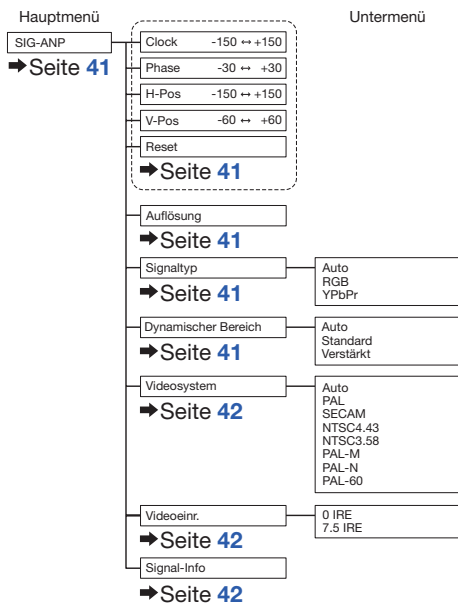 Hauptmenü Untermenü
SIG-ANP
➡Seite 41
Clock -150 ↔ +150
Phase -30 ↔ +30
H-Pos -150 ↔ +150
V-Pos -60 ↔ +60
Reset
➡Seite 41
Auflösung
➡Seite 41
Signaltyp
➡Seite 41
Auto
RGB
YPbPr
Dynamischer Bereich
➡Seite 41
Auto
Standard
Verstärkt
Videosystem
➡Seite 42
Auto
PAL
SECAM
NTSC4.43
NTSC3.58
PAL-M
PAL-N
PAL-60
Videoeinr.
➡Seite 42
0 IRE
7.5 IRE
Signal-Info
➡Seite 42